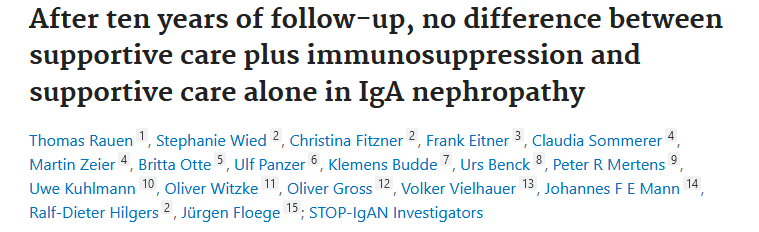 After ten years of follow-up, no difference between
supportive care plus immunosuppression and
supportive care alone in IgA nephropathy
Thomas Rauen 1, Stephanie Wied 2, Christina Fitzner 2, Frank Eitner 3, Claudia Sommerer 4,
Martin Zeier 4, Britta Otte 5, Ulf Panzer 6, Klemens Budde 7, Urs Benck 8, Peter R Mertens 9,
Uwe Kuhlmann 10, Oliver Witzke 11, Oliver Gross 12, Volker Vielhauer 13, Johannes F E Mann 14,
Ralf-Dieter Hilgers 2, Jürgen Floege 15; STOP-IgAN Investigators